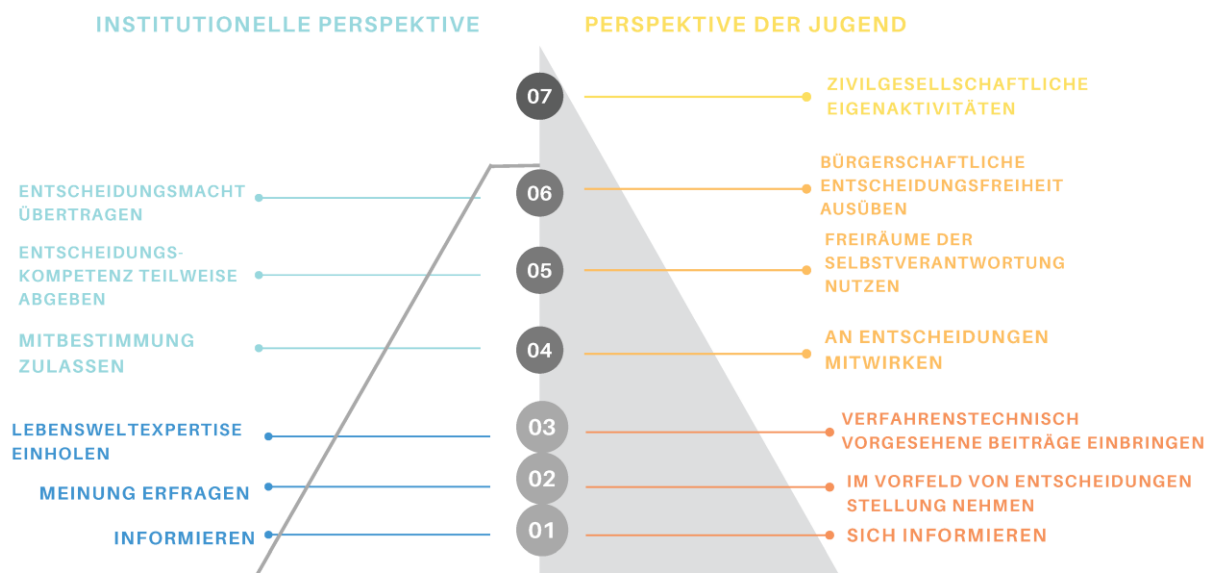 INSTITUTIONELLE PERSPEKTIVE
PERSPEKTIVE DER JUGEND
07
ZIVILGESELLSCHAFTLICHE
EIGENAKTIVITÄTEN
ENTSCHEIDUNGSMACHT
ÜBERTRAGEN
06
BÜRGERSCHAFTLICHE
ENTSCHEIDUNGSFREIHEIT
AUSÜBEN
ENTSCHEIDUNGS-
KOMPETENZ TEILWEISE
ABGEBEN
05
FREIRÄUME DER
SELBSTVERANTWORTUNG
NUTZEN
MITBESTIMMUNG
ZULASSEN
04
AN ENTSCHEIDUNGEN
MITWIRKEN
LEBENSWELTEXPERTISE
EINHOLEN
03
VERFAHRENSTECHNISCH
VORGESEHENE BEITRÄGE EINBRINGEN
MEINUNG ERFRAGEN
02
IM VORFELD VON ENTSCHEIDUNGEN
STELLUNG NEHMEN
INFORMIEREN
01
SICH INFORMIEREN